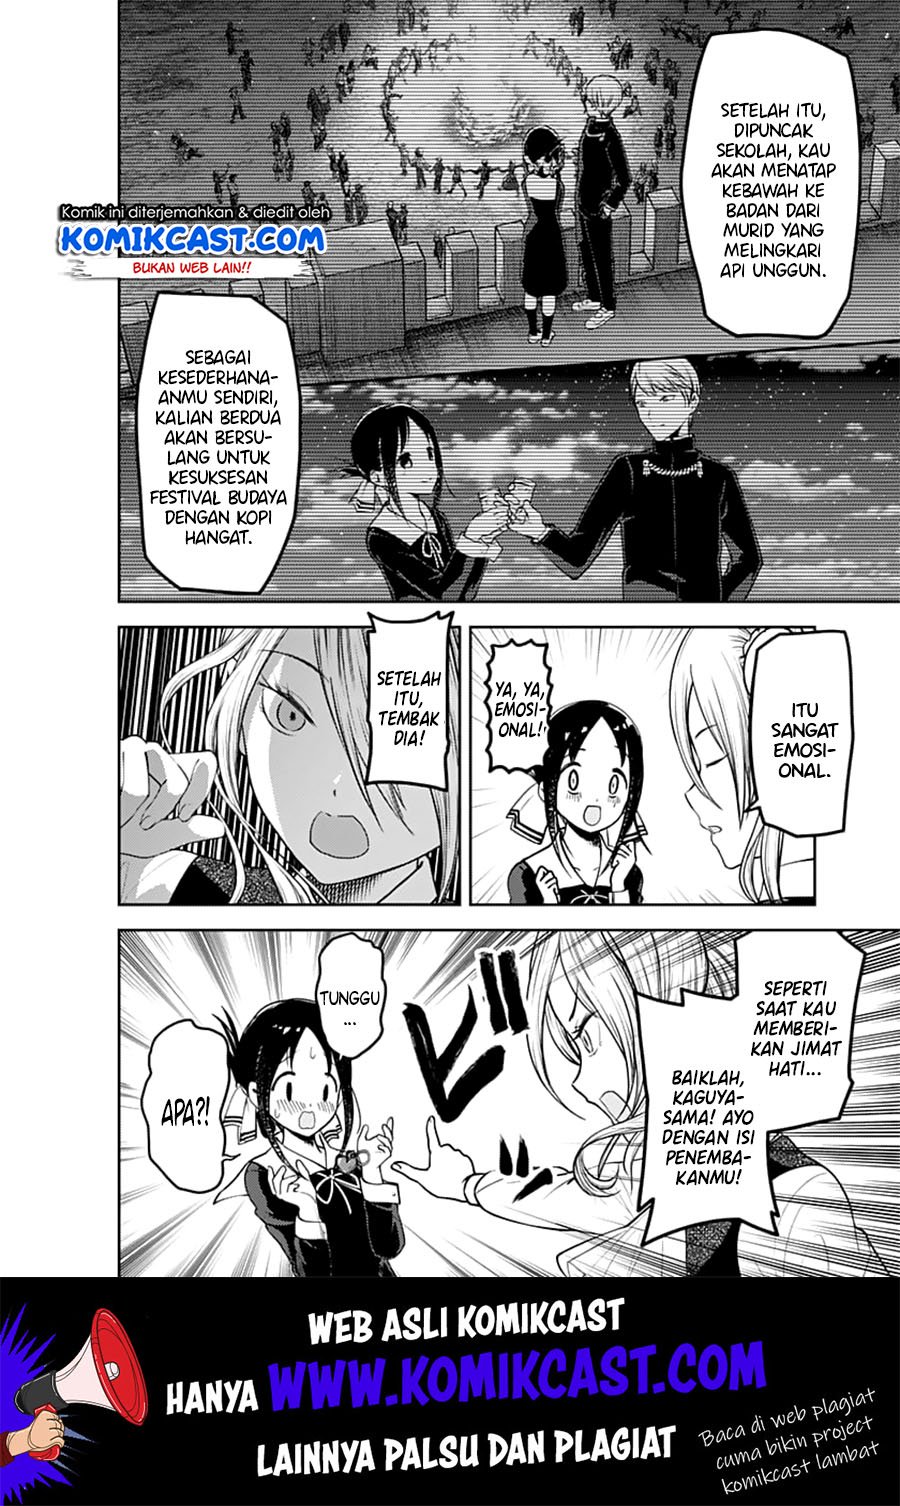 SETELAH ITU,
DIPUNCAK
SEKOLAH, KAU
AKAN MENATAP
KEBAWAH KE
BADAN DARI
MURID YANG
MELINGKARI
API UNGGUN.
Komik ini diterjemahkan & diedit oleh
KOMIKCAST.COM
BUKAN WEB LAIN!!
SEBAGAI
KESEDERHANA-
ANMU SENDIRI,
KALIAN BERDUA
AKAN BERSU-
LANG UNTUK
KESUKSESAN
FESTIVAL BUDAYA
DENGAN KOPI
HANGAT.
ITU
SANGAT
EMOSI-
ONAL.
YA, YA,
EMOSI-
ONAL!
SETELAH
ITU,
TEMBAK
DIA!
SEPERTI
SAAT KAU
MEMBERI-
KAN JIMAT
HATI...
BAIKLAH,
KAGUYA-
SAMA! AYO
DENGAN ISI
PENEMBA-
KANMU!
ビシッ
TUNGGU
...
APA?!
WEB ASLI KOMIKCAST
HANYA WWW.KOMIKCAST.COM
LAINNYA PALSU DAN PLAGIAT
Baca di web plagiat
cuma bikin project
komikcast lambat